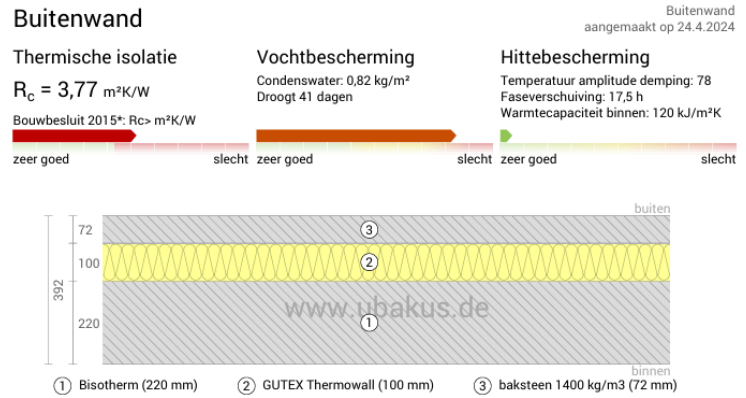 Buitenwand
Buitenwand
aangemaakt op 24.4.2024
Thermische isolatie
Rc = 3,77 m²K/W
Bouwbesluit 2015*: Rc> m²K/W
zeer goed slecht
Vochtbescherming
Condenswater: 0,82 kg/m²
Droogt 41 dagen
zeer goed slecht
Hittebescherming
Temperatuur amplitude demping: 78
Faseverschuiving: 17,5 h
Warmtecapaciteit binnen: 120 kJ/m²K
zeer goed slecht
buiten
72
3
100
2
392
www.ubakus.de
220
1
binnen
1 Bisotherm (220 mm)
2 GUTEX Thermowall (100 mm)
3 baksteen 1400 kg/m3 (72 mm)